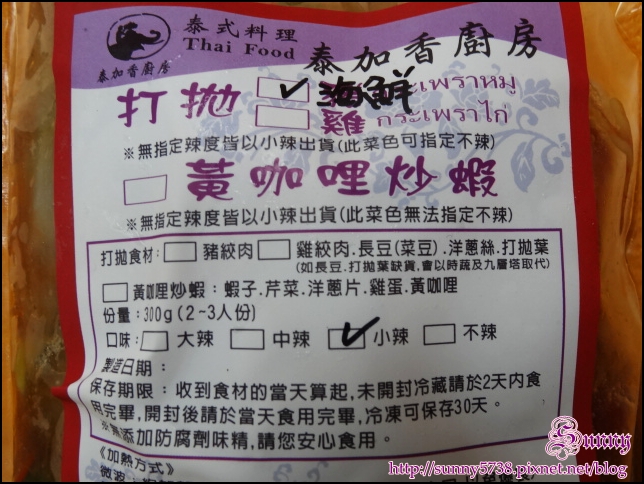 泰式料理
Thai Food
泰加香廚房
泰加香廚房
打拋 海鮮 ะเพราหมู
雞 กระเพราไก่
※無指定辣度皆以小辣出貨(此菜色可指定不辣)
黃咖哩炒蝦
※無指定辣度皆以小辣出貨(此菜色無法指定不辣)
打拋食材: 豬絞肉 雞絞肉.長豆(菜豆).洋蔥絲.打拋葉
(如長豆.打拋葉缺貨,會以時蔬及九層塔取代)
黃咖哩炒蝦：蝦子.芹菜.洋蔥片.雞蛋.黃咖哩
份量：300g(2~3人份)
口味： 大辣 中辣 小辣 不辣
製造日期：
保存期限：收到食材的當天算起,未開封冷藏請於2天內食
用完畢,開封後請於當天食用完畢,冷凍可保存30天。
※無添加防腐劑味精,請您安心食用。
《加熱方式》
微波
Sunny
http://sunny5738.pixnet.net/blog